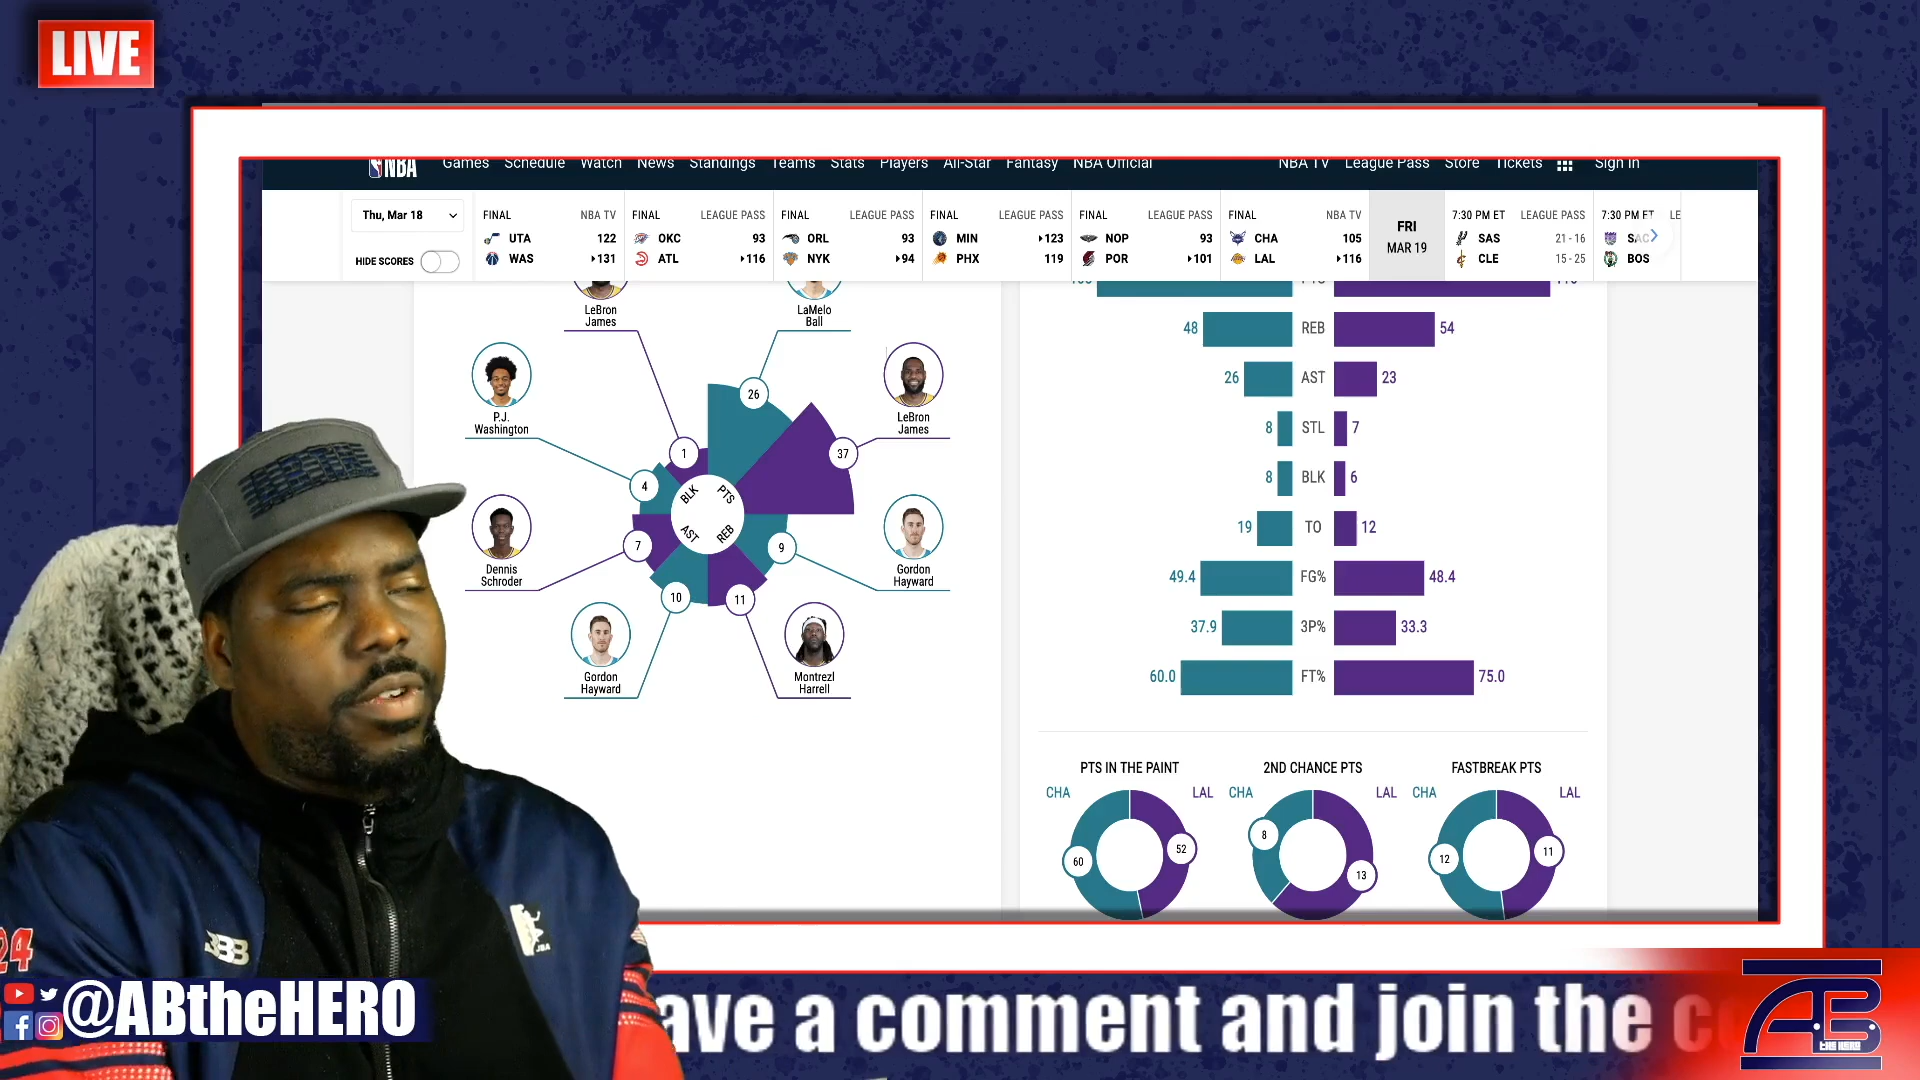 LIVE
NBA Games Schedule Watch News Standings Teams Stats Players All-Star Fantasy NBA Official NBA TV League Pass Store Tickets Sign In
Thu, Mar 18
HIDE SCORES
FINAL NBA TV
UTA 122
WAS 131
FINAL LEAGUE PASS
OKC 93
ATL 116
FINAL LEAGUE PASS
ORL 93
NYK 94
FINAL LEAGUE PASS
MIN 123
PHX 119
FINAL LEAGUE PASS
NOP 93
POR 101
FINAL NBA TV
CHA 105
LAL 116
FRI
MAR 19
7:30 PM ET LEAGUE PASS
SAS 21 - 16
CLE 15 - 25
7:30 PM ET LE
SAC
BOS
LeBron
James
LaMelo
Ball
P.J.
Washington
LeBron
James
Dennis
Schroder
Gordon
Hayward
Gordon
Hayward
Montrezl
Harrell
26
37
1
4
7
9
10
11
BLK PTS
AST REB
48 REB 54
26 AST 23
8 STL 7
8 BLK 6
19 TO 12
49.4 FG% 48.4
37.9 3P% 33.3
60.0 FT% 75.0
PTS IN THE PAINT
CHA LAL
60 52
2ND CHANCE PTS
CHA LAL
8 13
FASTBREAK PTS
CHA LAL
12 11
24
BBB
JBA
@ABtheHERO
ave a comment and join the c
AB
THE HERO